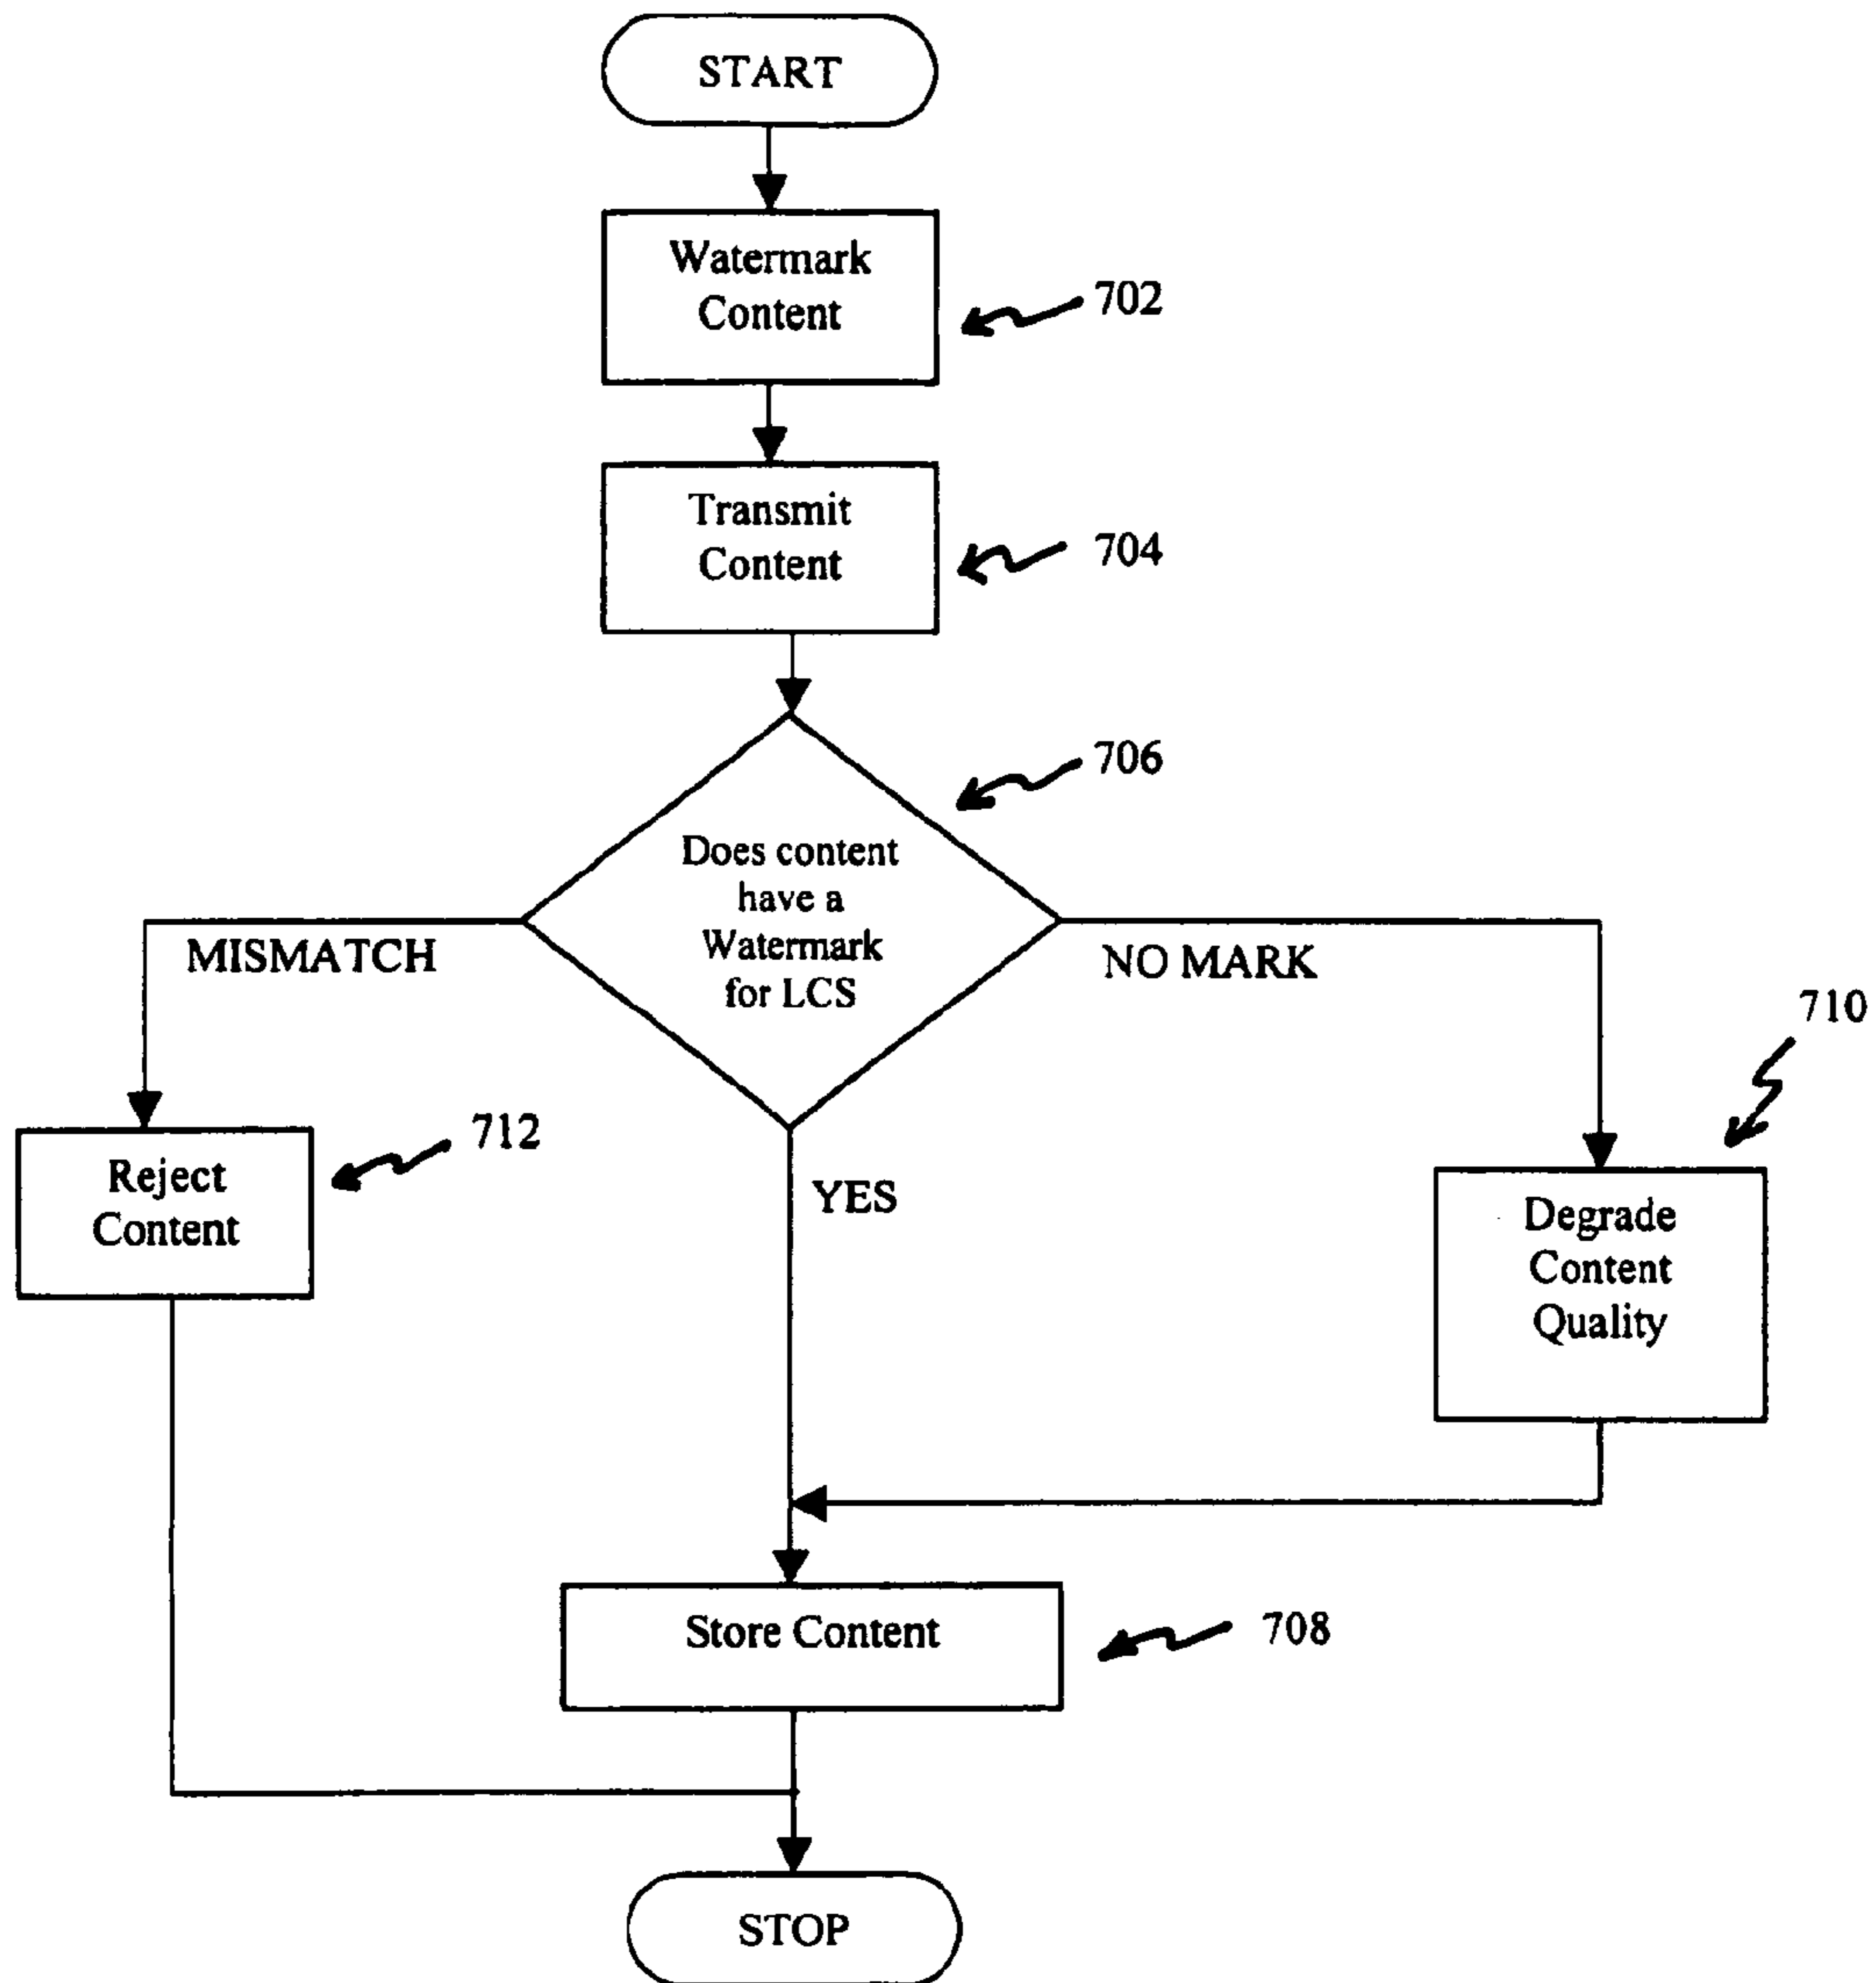 START
Watermark
Content
702
Transmit
Content
704
706
Does content
have a
Watermark
for LCS
MISMATCH
NO MARK
710
712
Reject
Content
YES
Degrade
Content
Quality
Store Content
708
STOP